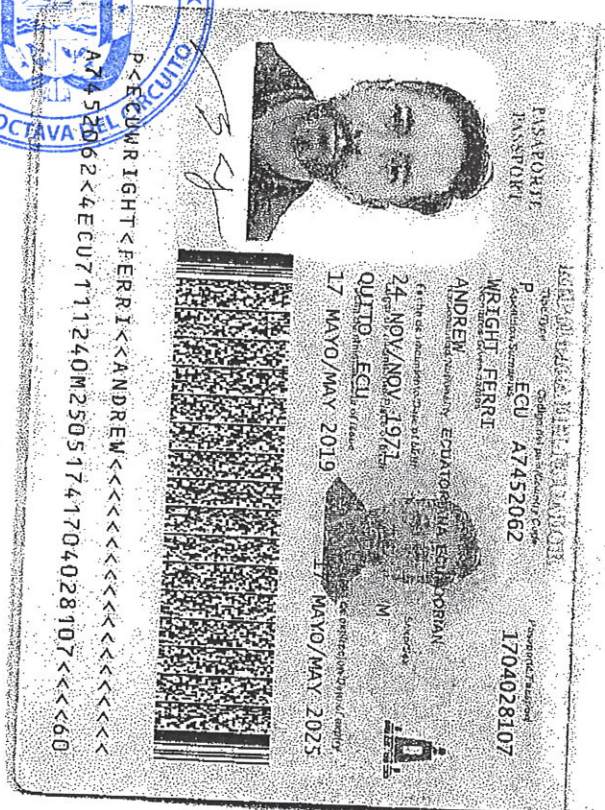 PASAPORTE
PASSPORT
P ECU A7452062 1704028107
WRIGHT FERRI
ANDREW
ECUATORIANA/ECUADORIAN
24 NOV/NOV 1971
M
QUITO ECU
17 MAYO/MAY 2019
17 MAYO/MAY 2025
P<ECUWRIGHT<FERRI<<ANDREW<<<<<<<<<<<<<<<<<<<
A7452062<4ECU7111240M25051741704028107<<<<60
OCTAVA DEL CIRCUITO